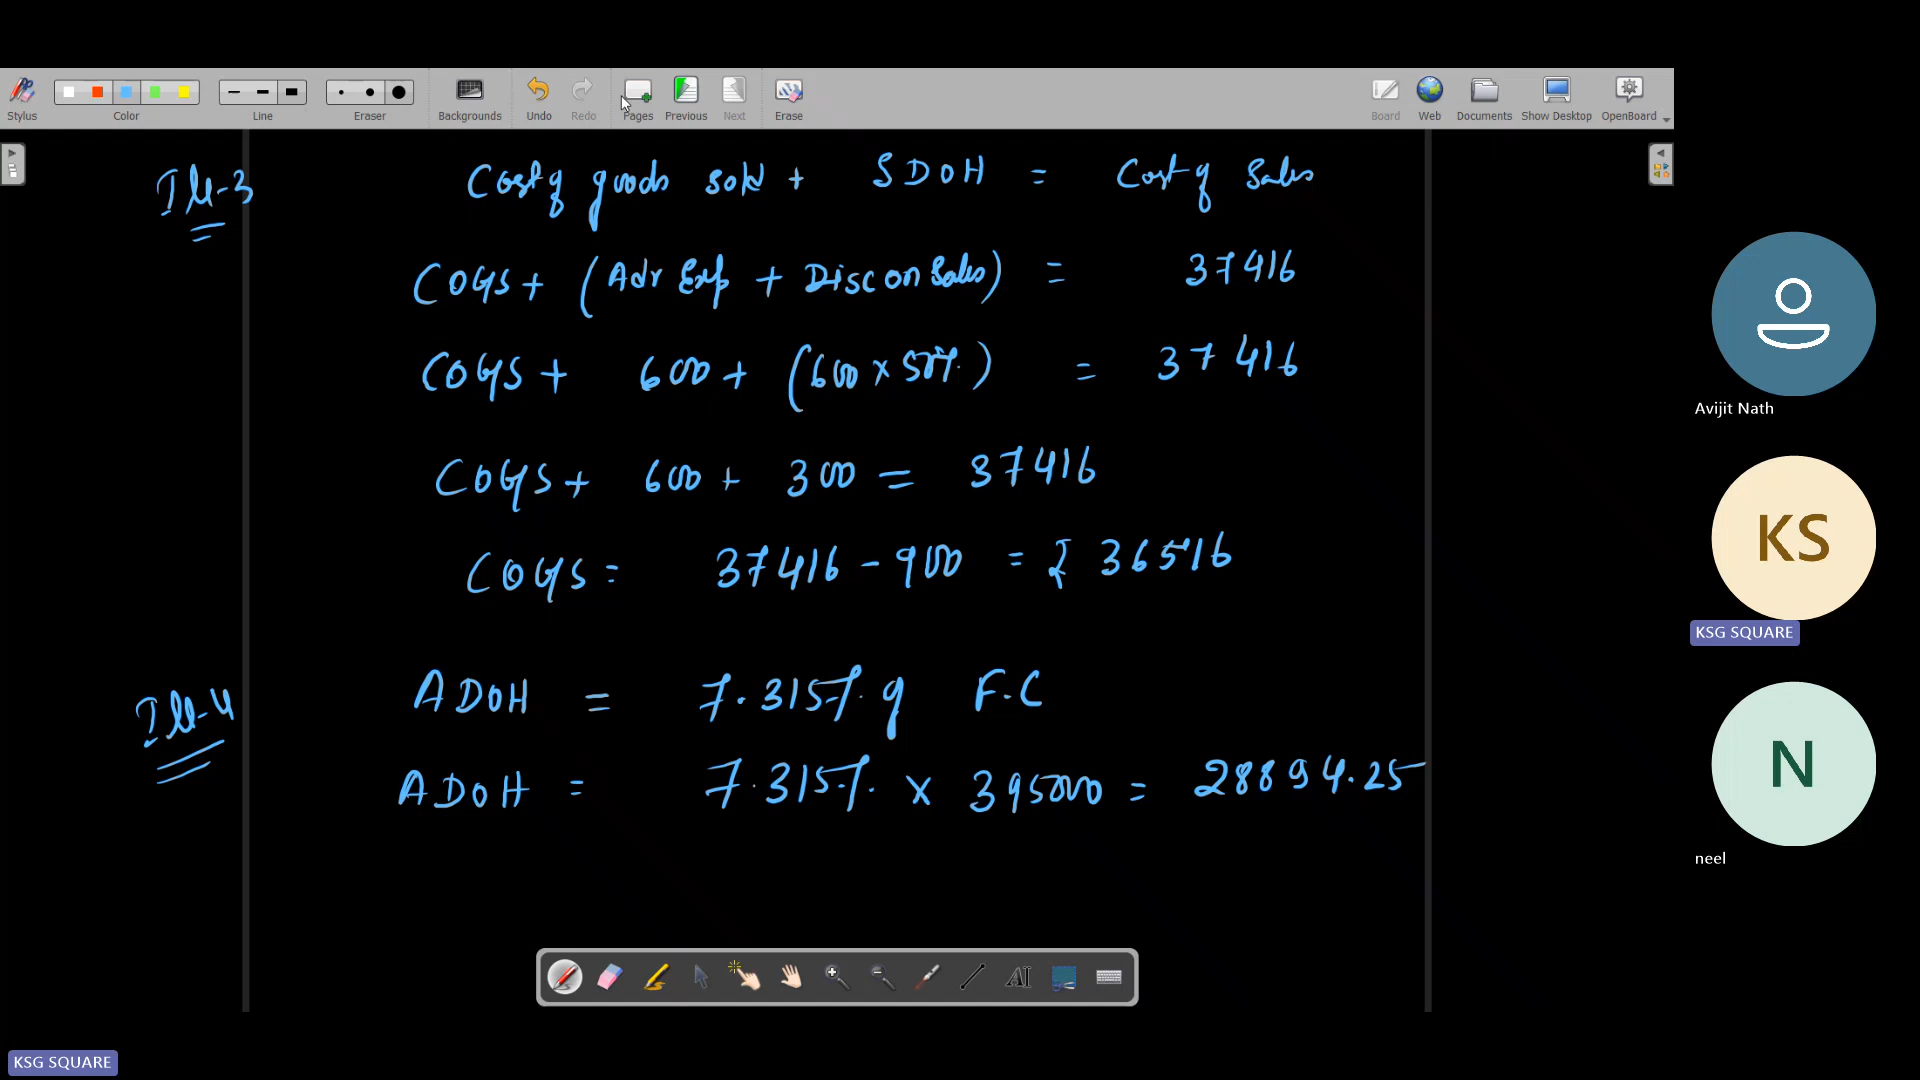 Stylus Color Line Eraser Backgrounds Undo Redo Pages Previous Next Erase Board Web Documents Show Desktop OpenBoard
Ill-3 Cost of goods sold + SDOH = Cost of Sales
COGS + (Adv Exp + Disc on Sales) = 37416
COGS + 600 + (600 x 50%) = 37416
COGS + 600 + 300 = 37416
COGS = 37416 - 900 = ₹ 36516
Ill-4 ADOH = 7.315% of F.C
ADOH = 7.315% x 395000 = 28894.25
Avijit Nath
KS
KSG SQUARE
N
neel
KSG SQUARE